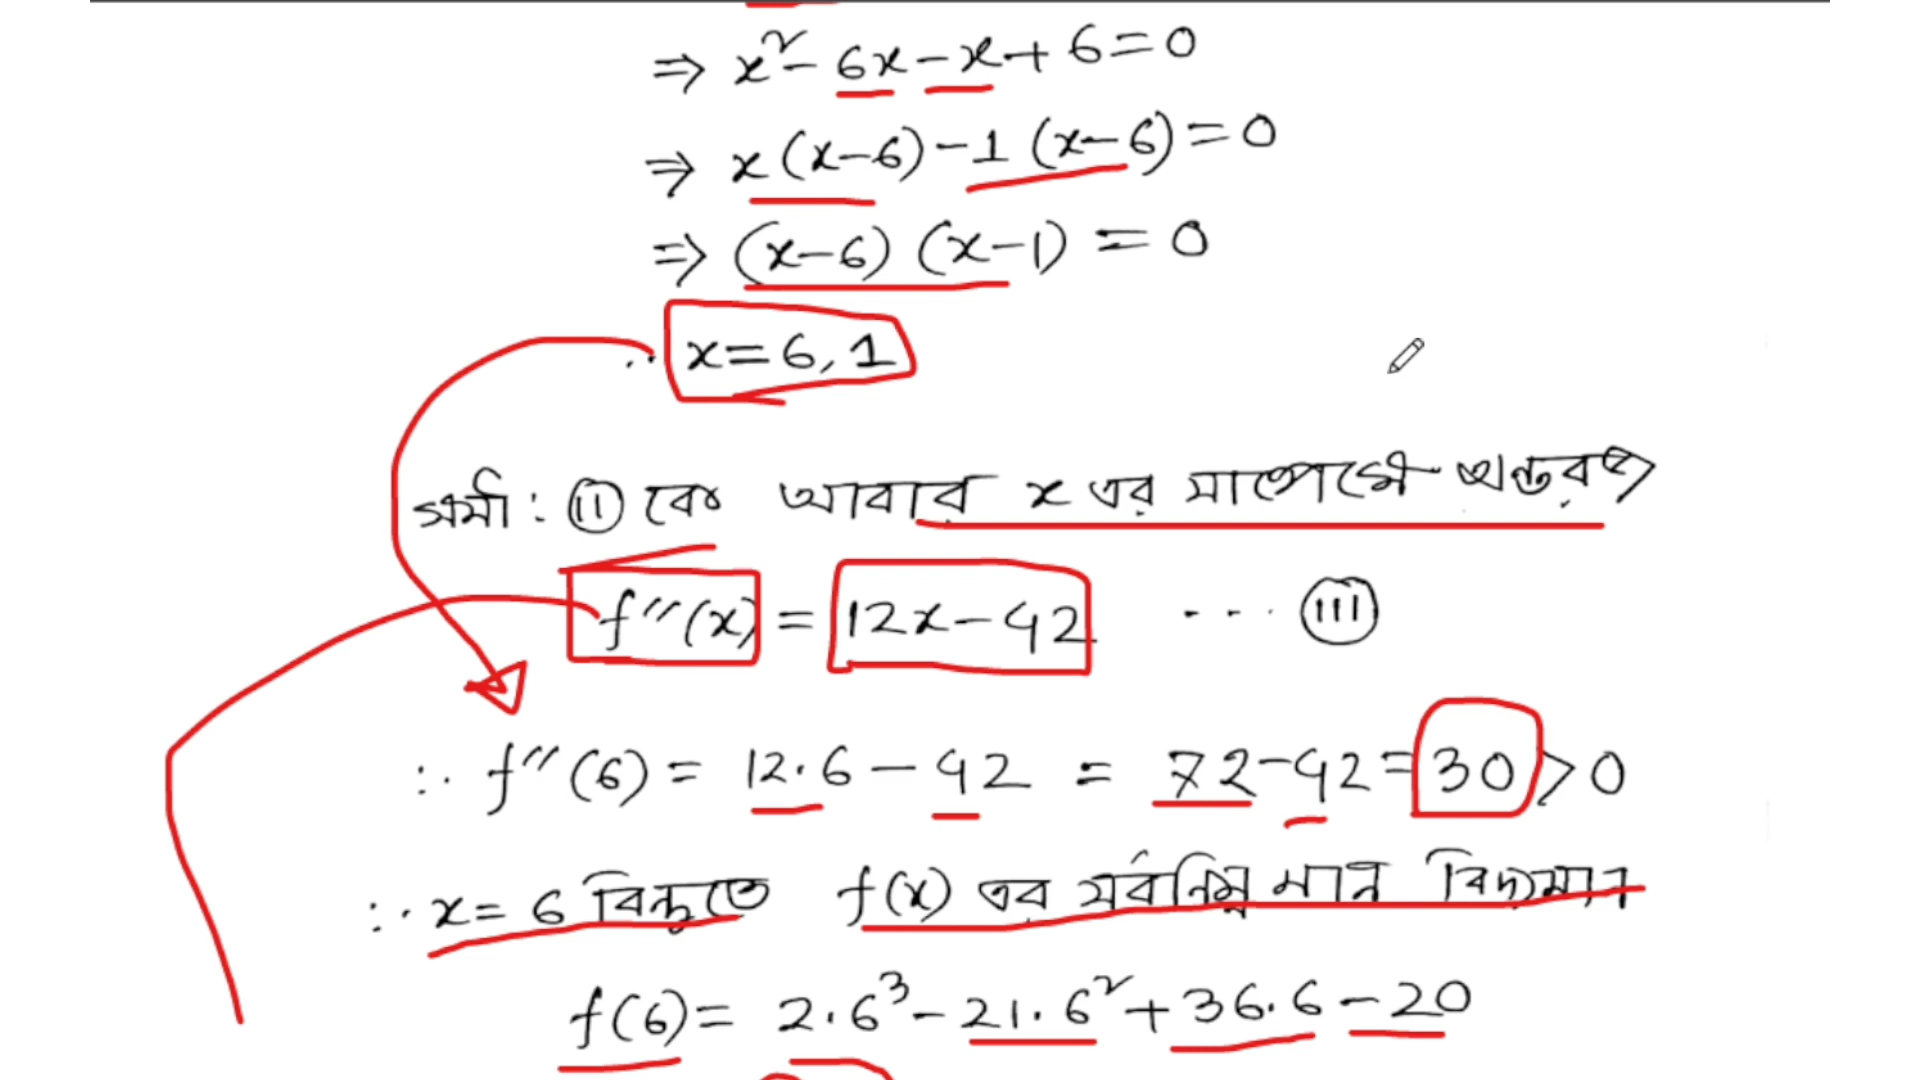 ⇒ x² - 6x - x + 6 = 0
⇒ x(x-6) - 1(x-6) = 0
⇒ (x-6) (x-1) = 0
∴ x = 6, 1
সমী: (ii) কে আবার x এর সাপেক্ষে অন্তরণ
f''(x) = 12x - 42 ... (iii)
∴ f''(6) = 12·6 - 42 = 72 - 42 = 30 > 0
∴ x = 6 বিন্দুতে f(x) এর সর্বনিম্ন মান বিদ্যমান
f(6) = 2·6³ - 21·6² + 36·6 - 20